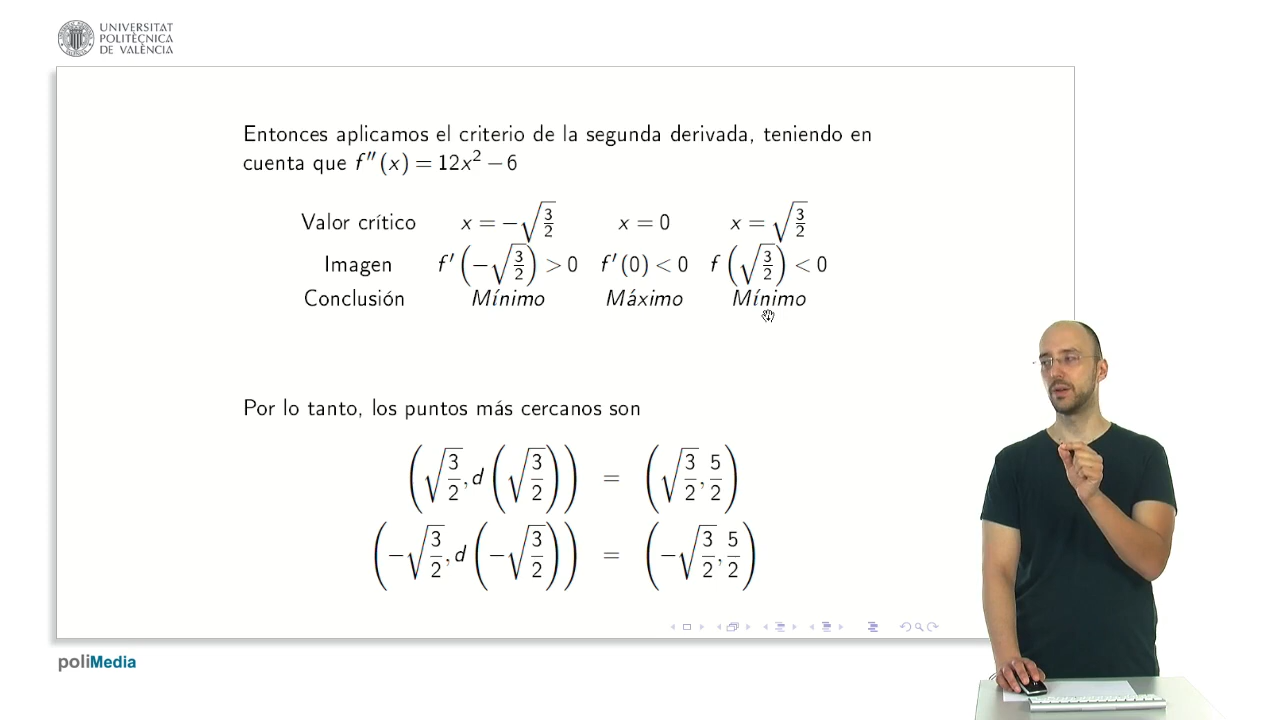 UNIVERSITAT
POLITÈCNICA
DE VALÈNCIA
Entonces aplicamos el criterio de la segunda derivada, teniendo en
cuenta que f″(x) = 12x² − 6
Valor crítico x = −√(3/2) x = 0 x = √(3/2)
Imagen f′(−√(3/2)) > 0 f′(0) < 0 f(√(3/2)) < 0
Conclusión Mínimo Máximo Mínimo
Por lo tanto, los puntos más cercanos son
(√(3/2), d(√(3/2))) = (√(3/2), 5/2)
(−√(3/2), d(−√(3/2))) = (−√(3/2), 5/2)
poliMedia